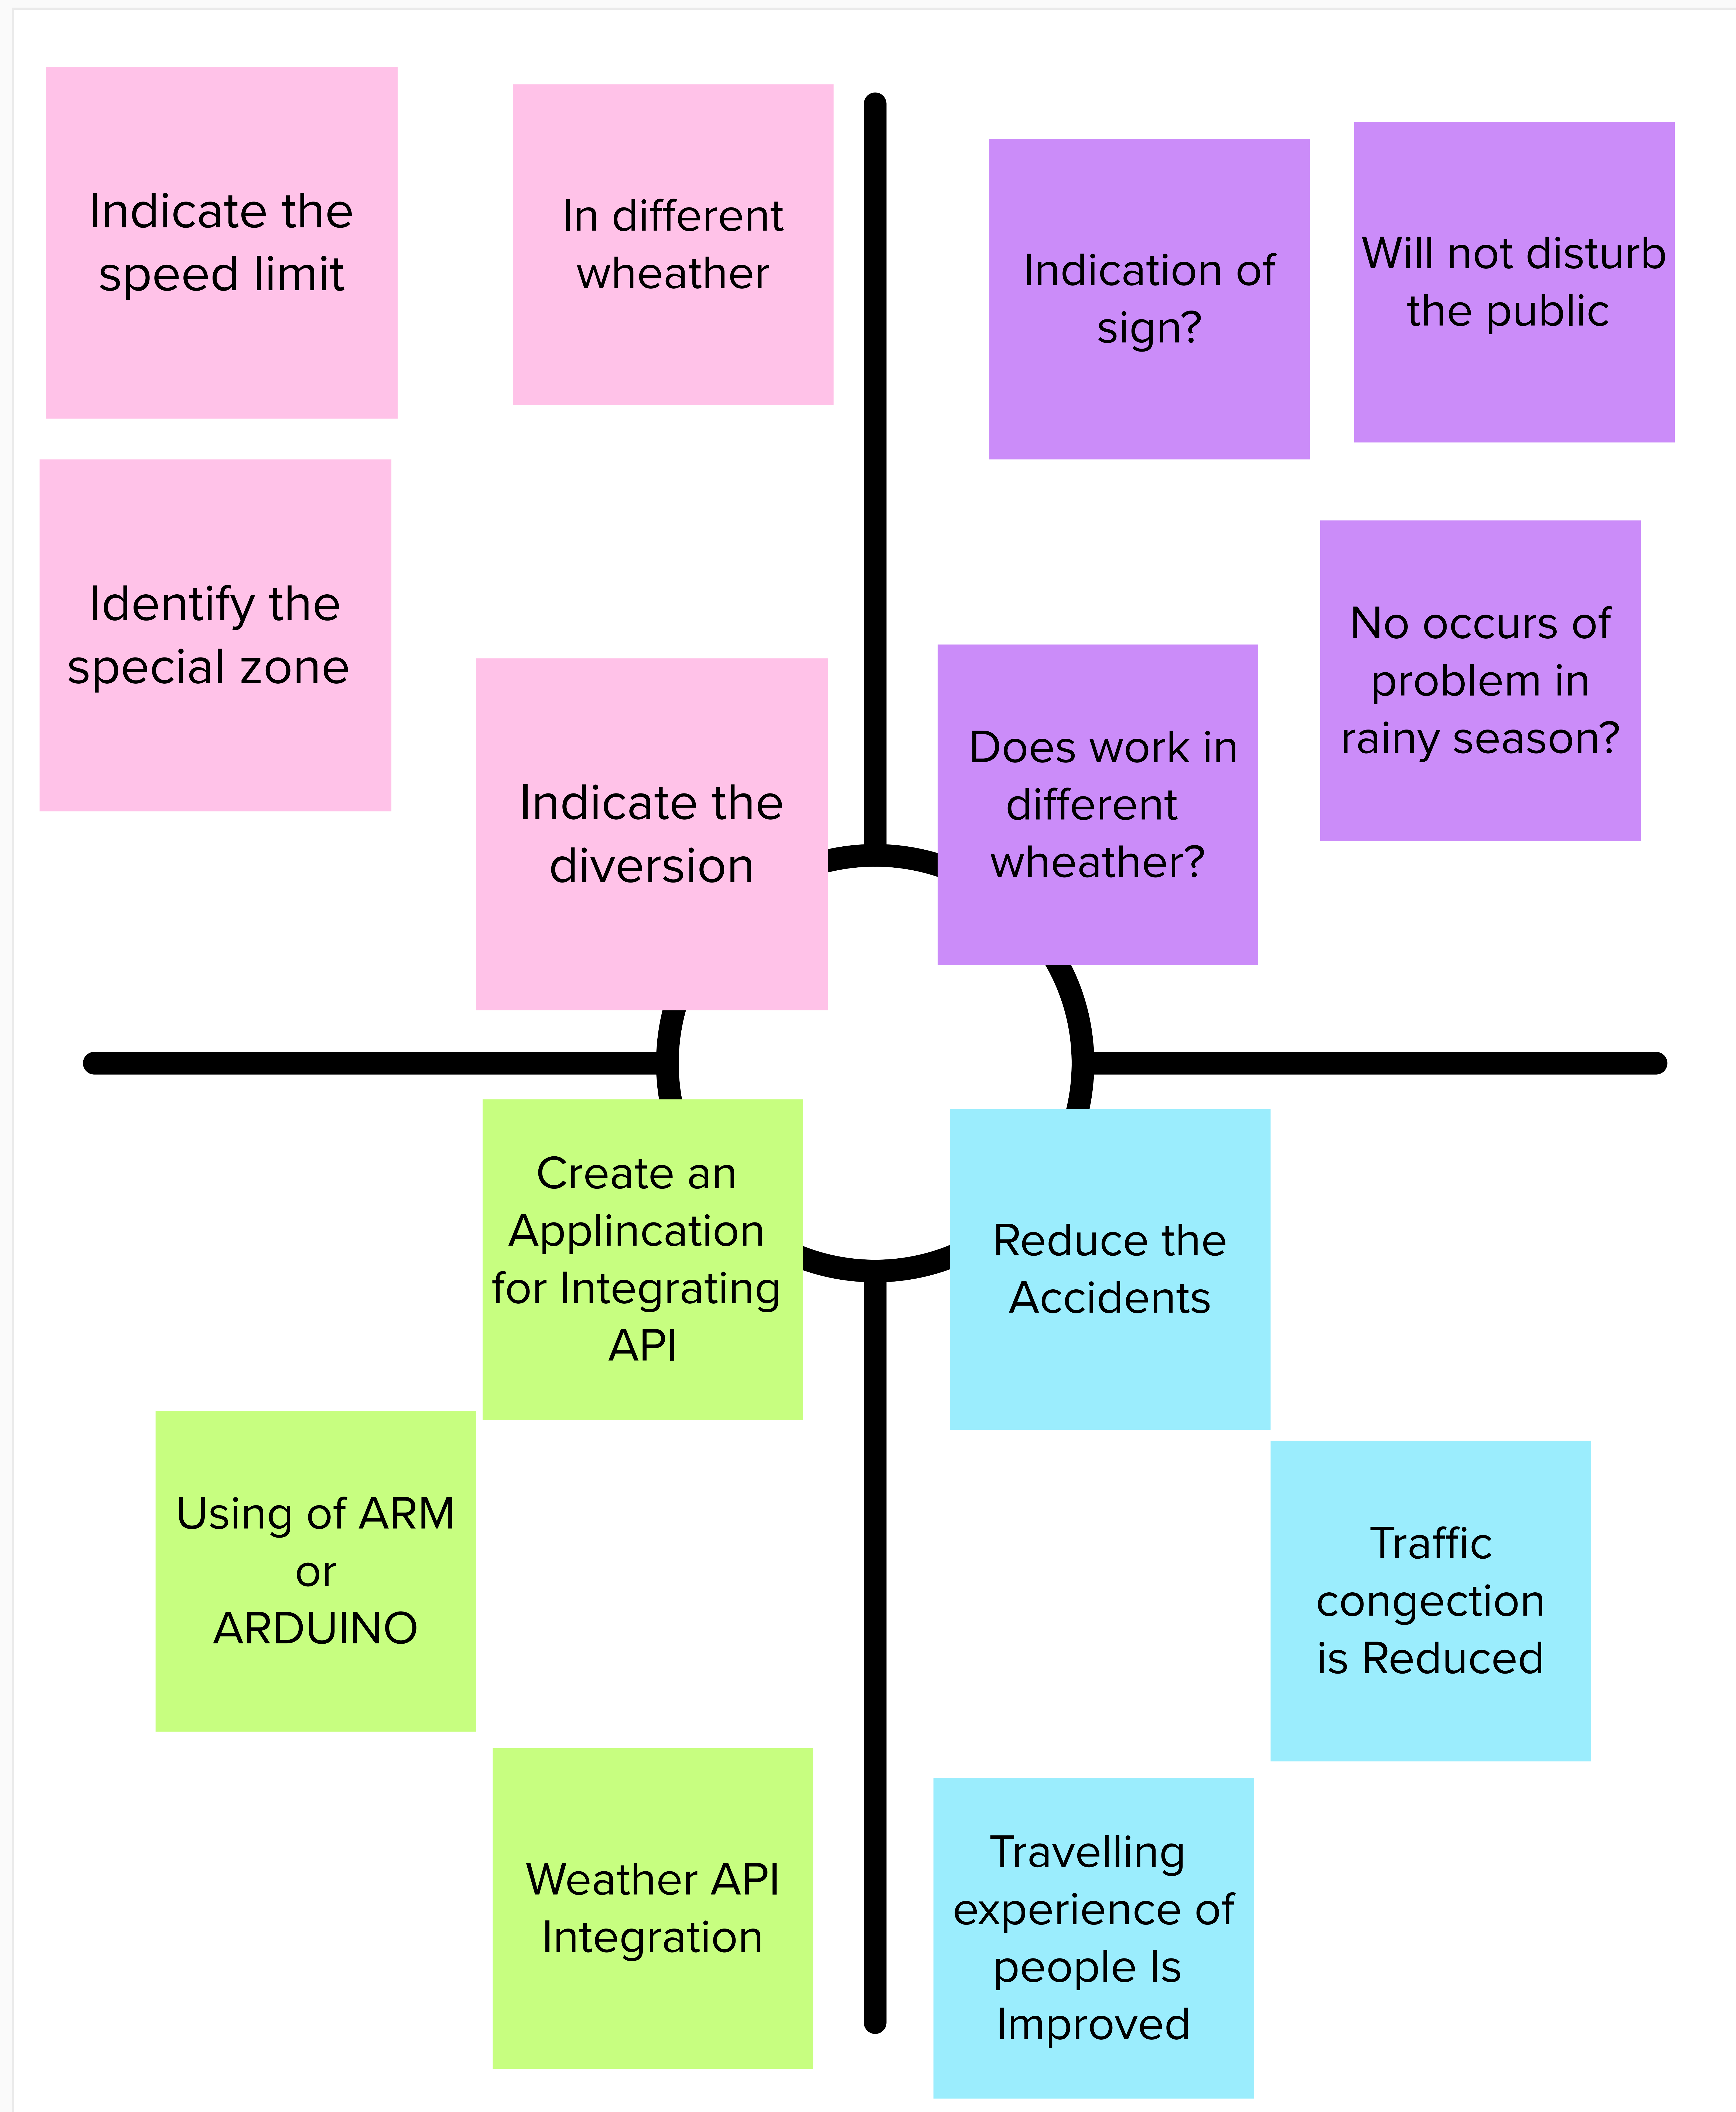 Indicate the
speed limit
In different
wheather
Identify the
special zone
Indicate the
diversion
Indication of
sign?
Will not disturb
the public
No occurs of
problem in
rainy season?
Does work in
different
wheather?
Create an
Applincation
for Integrating
API
Using of ARM
or
ARDUINO
Weather API
Integration
Reduce the
Accidents
Traffic
congection
is Reduced
Travelling
experience of
people Is
Improved